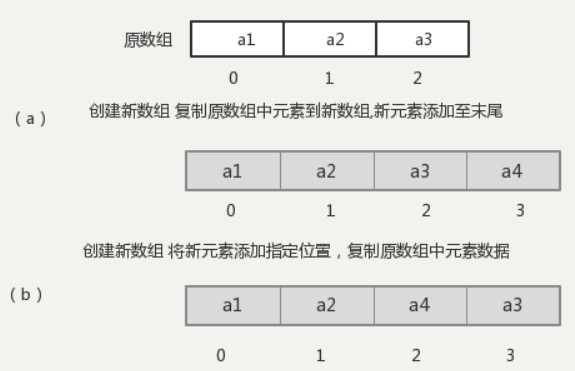 原数组 a1 a2 a3
0 1 2
(a) 创建新数组 复制原数组中元素到新数组,新元素添加至末尾
a1 a2 a3 a4
0 1 2 3
创建新数组 将新元素添加指定位置，复制原数组中元素数据
(b) a1 a2 a4 a3
0 1 2 3